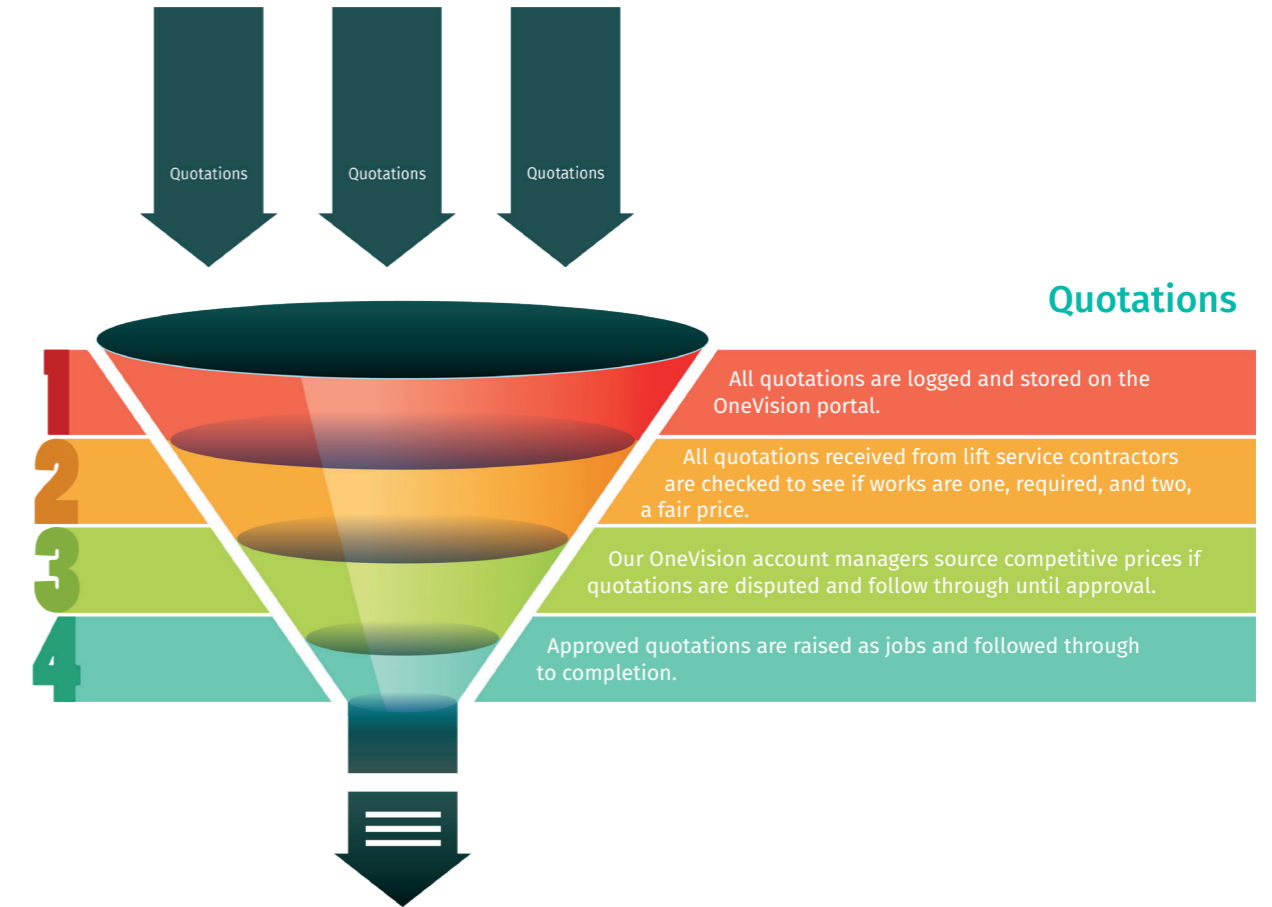 Quotations
Quotations
Quotations
Quotations
1
All quotations are logged and stored on the
OneVision portal.
2
All quotations received from lift service contractors
are checked to see if works are one, required, and two,
a fair price.
3
Our OneVision account managers source competitive prices if
quotations are disputed and follow through until approval.
4
Approved quotations are raised as jobs and followed through
to completion.